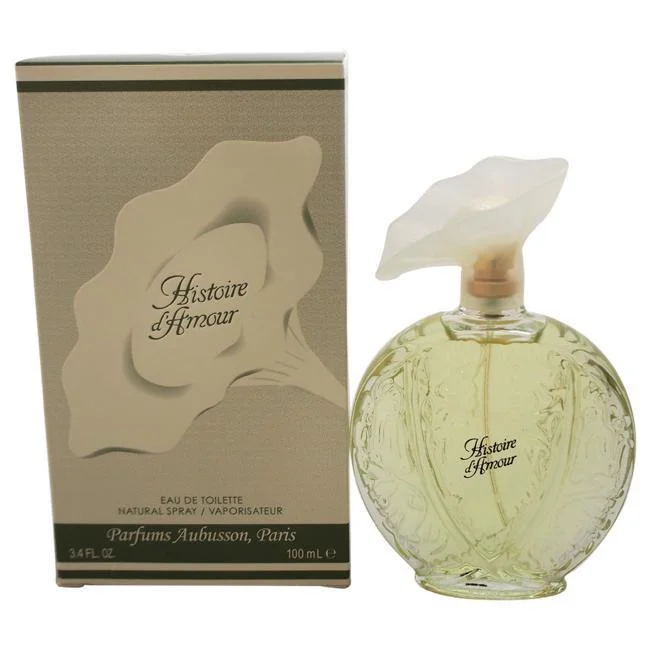 Histoire
d'Amour
EAU DE TOILETTE
NATURAL SPRAY / VAPORISATEUR
Parfums Aubusson, Paris
3.4 FL. OZ. 100 mL ℮
Histoire
d'Amour